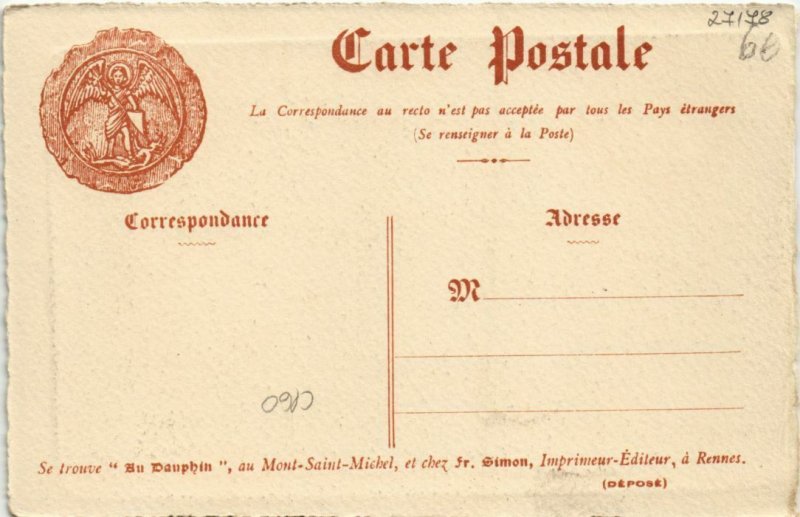 27178
Carte Postale
La Correspondance au recto n'est pas acceptée par tous les Pays étrangers
(Se renseigner à la Poste)
Correspondance
Adresse
M
Se trouve “ Au Dauphin ”, au Mont-Saint-Michel, et chez Fr. Simon, Imprimeur-Éditeur, à Rennes.
(DÉPOSÉ)